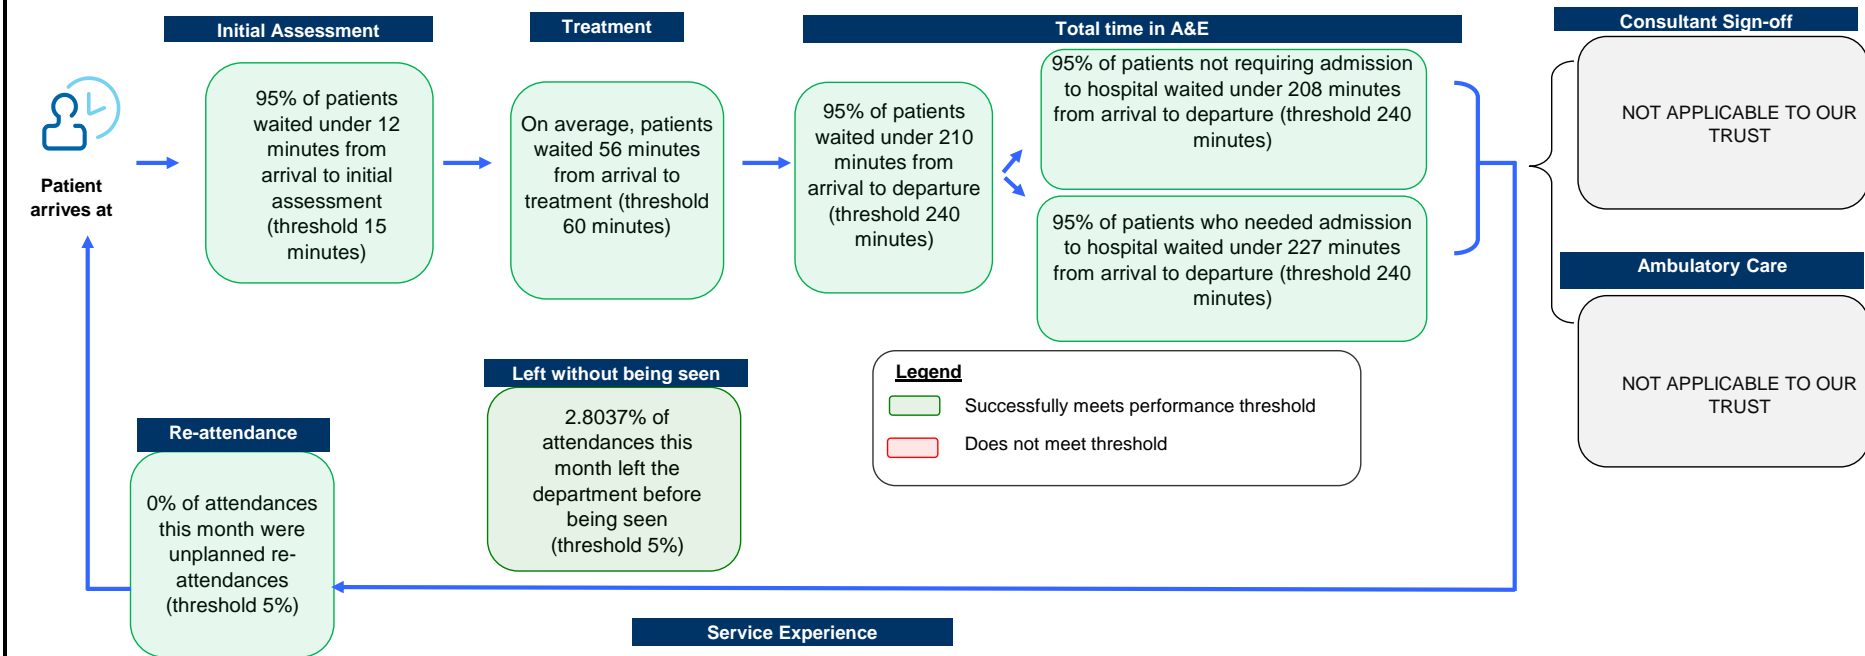 Initial Assessment
Treatment
Total time in A&E
Consultant Sign-off
Patient
arrives at
95% of patients
waited under 12
minutes from
arrival to initial
assessment
(threshold 15
minutes)
On average, patients
waited 56 minutes
from arrival to
treatment (threshold
60 minutes)
95% of patients
waited under 210
minutes from
arrival to departure
(threshold 240
minutes)
95% of patients not requiring admission
to hospital waited under 208 minutes
from arrival to departure (threshold 240
minutes)
95% of patients who needed admission
to hospital waited under 227 minutes
from arrival to departure (threshold 240
minutes)
NOT APPLICABLE TO OUR
TRUST
Ambulatory Care
NOT APPLICABLE TO OUR
TRUST
Left without being seen
2.8037% of
attendances this
month left the
department before
being seen
(threshold 5%)
Legend
Successfully meets performance threshold
Does not meet threshold
Re-attendance
0% of attendances
this month were
unplanned re-
attendances
(threshold 5%)
Service Experience